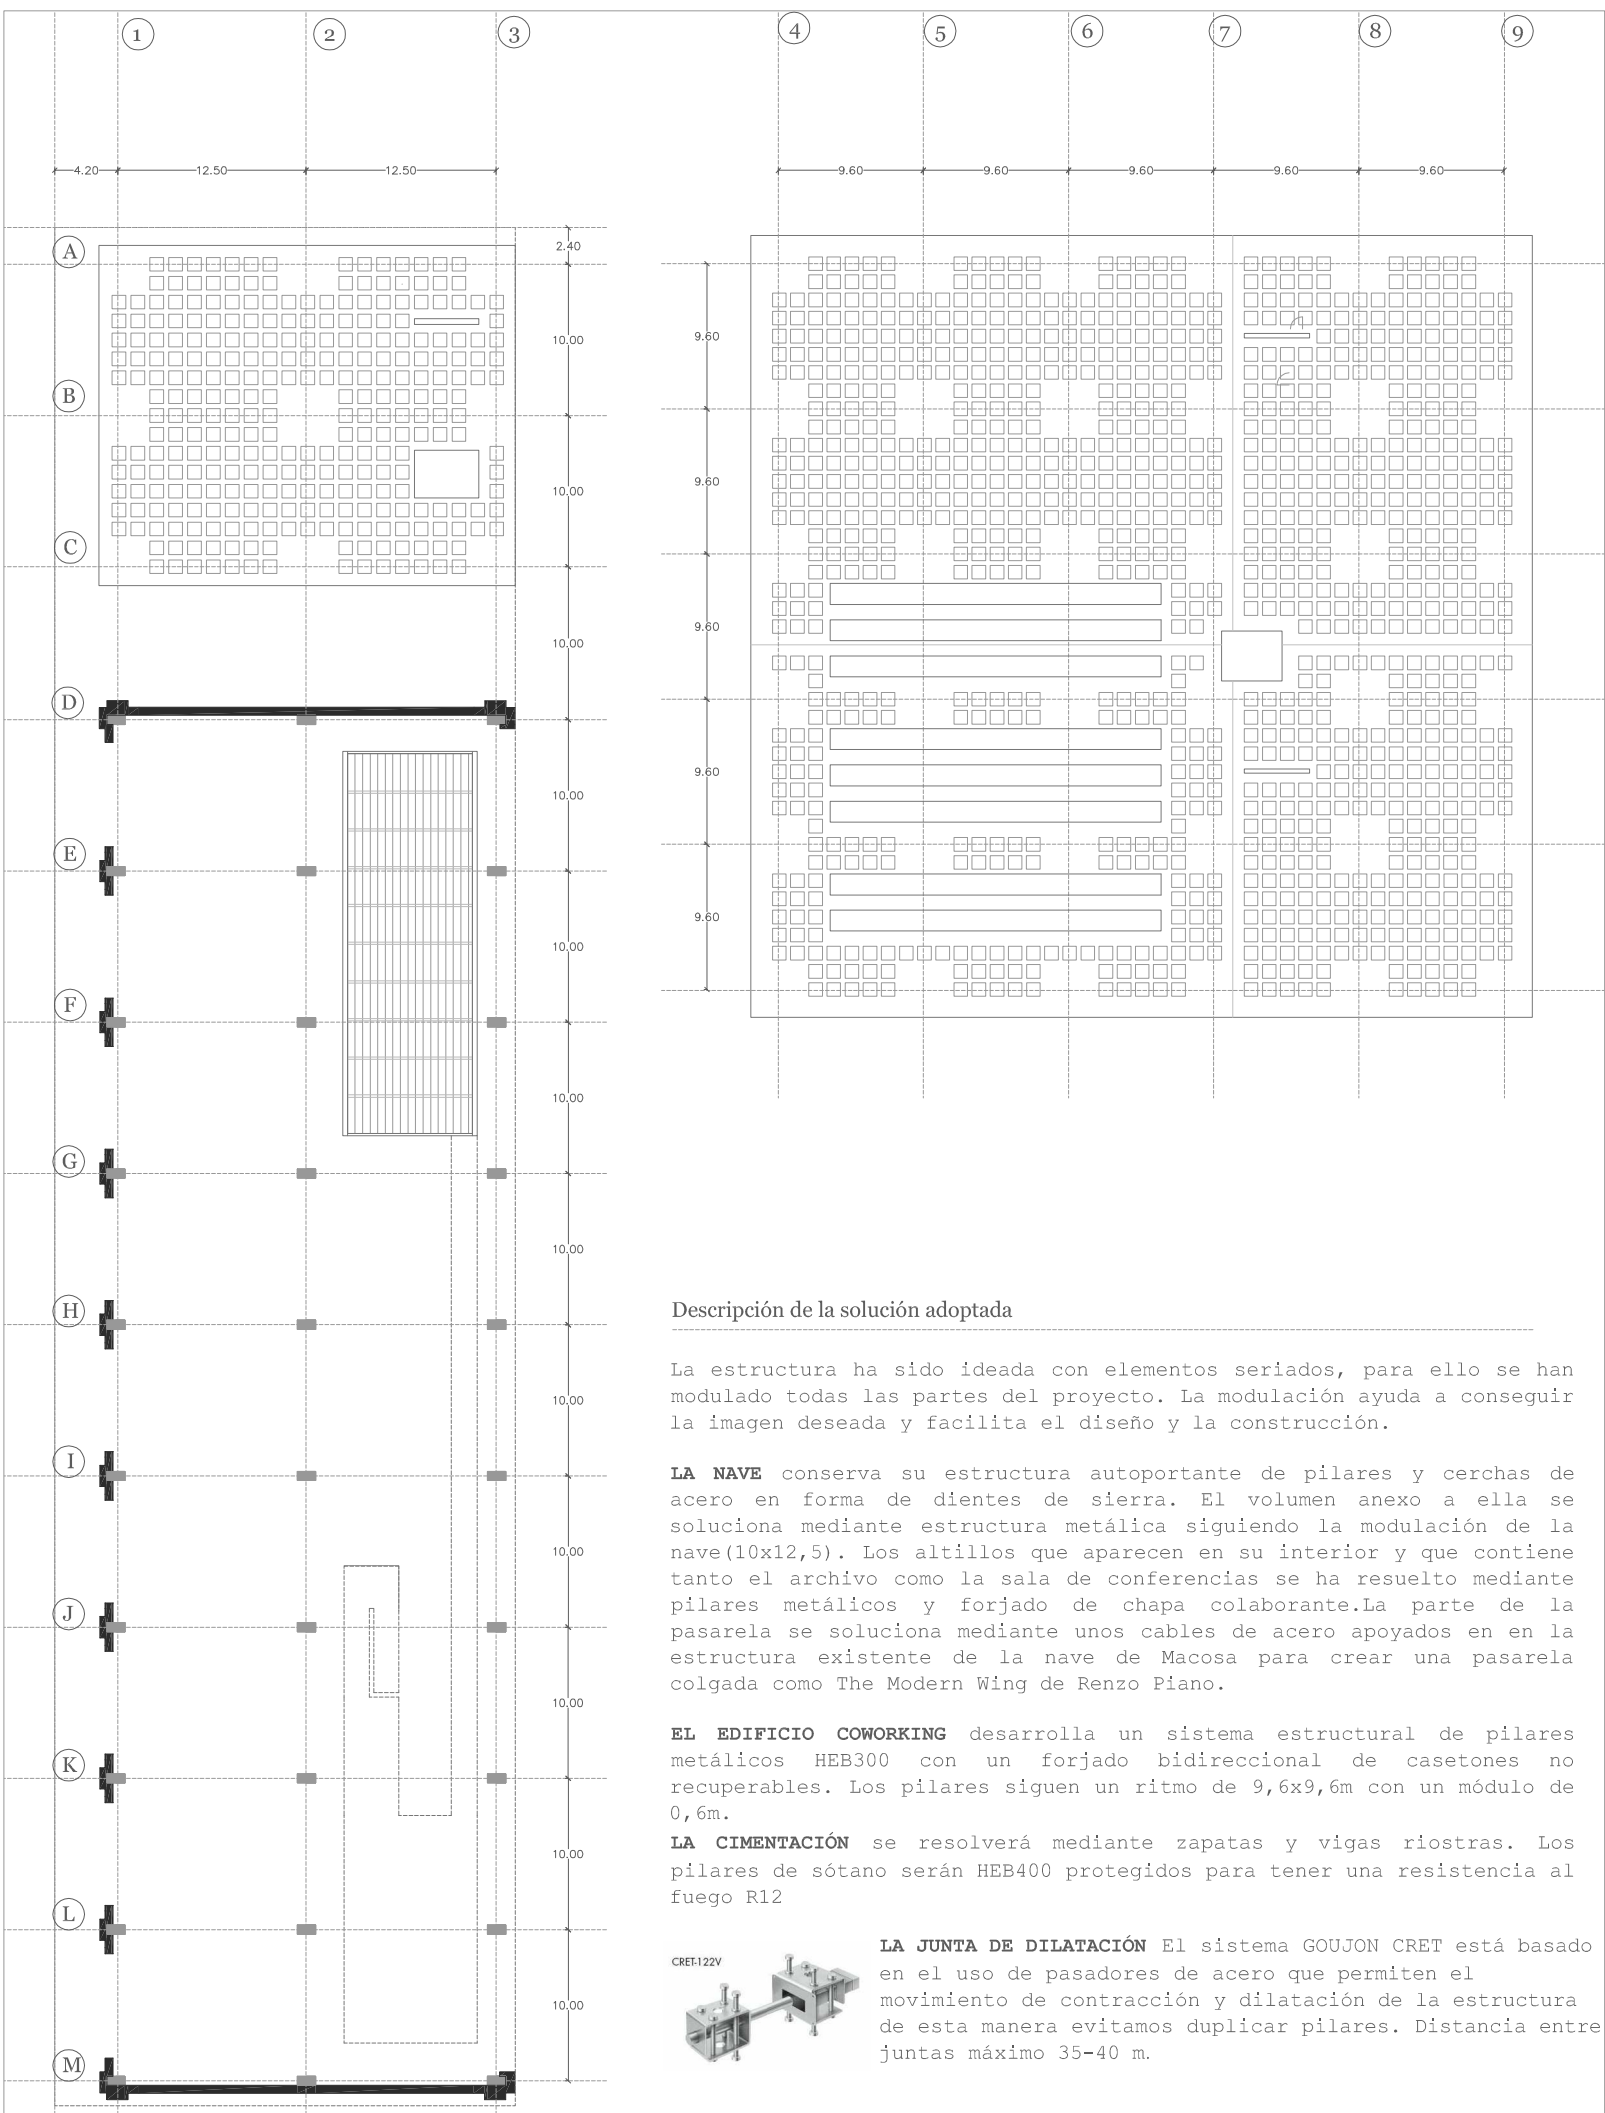 1
2
3
4
5
6
7
8
9
4.20
12.50
12.50
9.60
9.60
9.60
9.60
9.60
A
2.40
10.00
9.60
B
10.00
9.60
C
10.00
9.60
D
10.00
9.60
E
10.00
9.60
F
10.00
G
10.00
H
10.00
I
10.00
J
10.00
K
10.00
L
10.00
M
Descripción de la solución adoptada
La estructura ha sido ideada con elementos seriados, para ello se han
modulado todas las partes del proyecto. La modulación ayuda a conseguir
la imagen deseada y facilita el diseño y la construcción.
LA NAVE conserva su estructura autoportante de pilares y cerchas de
acero en forma de dientes de sierra. El volumen anexo a ella se
soluciona mediante estructura metálica siguiendo la modulación de la
nave(10x12,5). Los altillos que aparecen en su interior y que contiene
tanto el archivo como la sala de conferencias se ha resuelto mediante
pilares metálicos y forjado de chapa colaborante.La parte de la
pasarela se soluciona mediante unos cables de acero apoyados en en la
estructura existente de la nave de Macosa para crear una pasarela
colgada como The Modern Wing de Renzo Piano.
EL EDIFICIO COWORKING desarrolla un sistema estructural de pilares
metálicos HEB300 con un forjado bidireccional de casetones no
recuperables. Los pilares siguen un ritmo de 9,6x9,6m con un módulo de
0,6m.
LA CIMENTACIÓN se resolverá mediante zapatas y vigas riostras. Los
pilares de sótano serán HEB400 protegidos para tener una resistencia al
fuego R12
CRET-122V
LA JUNTA DE DILATACIÓN El sistema GOUJON CRET está basado
en el uso de pasadores de acero que permiten el
movimiento de contracción y dilatación de la estructura
de esta manera evitamos duplicar pilares. Distancia entre
juntas máximo 35-40 m.